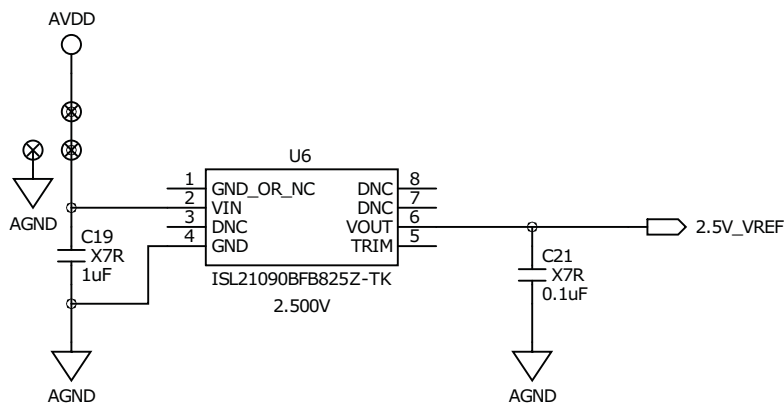 AVDD
U6
1 GND_OR_NC DNC 8
2 VIN DNC 7
3 DNC VOUT 6
4 GND TRIM 5
2.5V_VREF
AGND
C19
X7R
1uF
C21
X7R
0.1uF
ISL21090BFB825Z-TK
2.500V
AGND
AGND